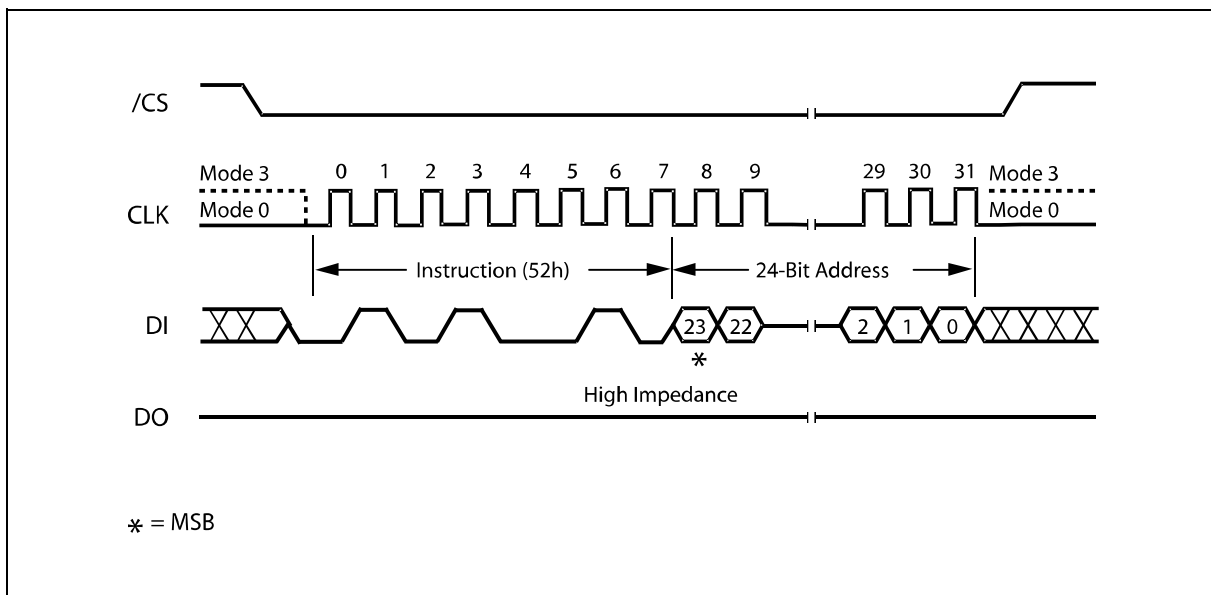 /CS
Mode 3 0 1 2 3 4 5 6 7 8 9 29 30 31 Mode 3
CLK Mode 0 Mode 0
Instruction (52h) 24-Bit Address
DI 23 22 2 1 0
*
High Impedance
DO
* = MSB